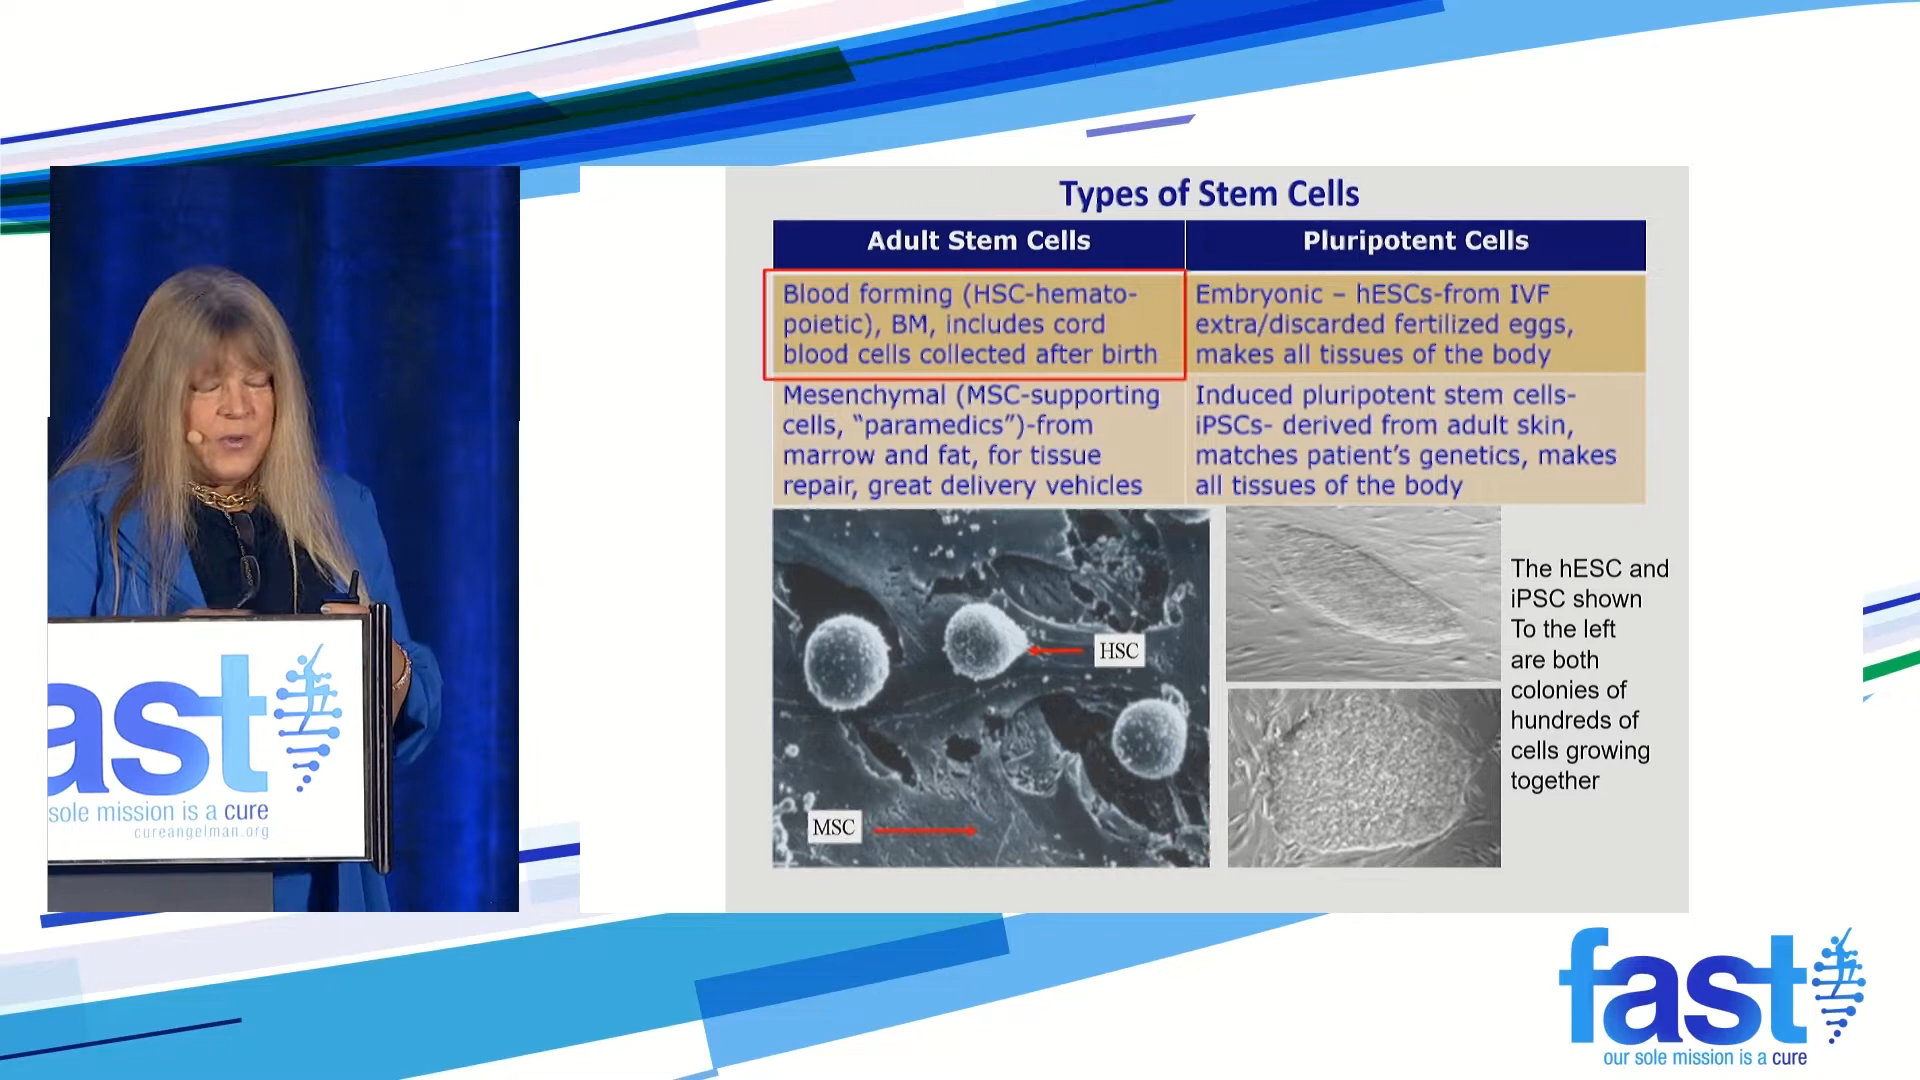 Types of Stem Cells
Adult Stem Cells
Pluripotent Cells
Blood forming (HSC-hemato-
poietic), BM, includes cord
blood cells collected after birth
Embryonic – hESCs-from IVF
extra/discarded fertilized eggs,
makes all tissues of the body
Mesenchymal (MSC-supporting
cells, “paramedics”)-from
marrow and fat, for tissue
repair, great delivery vehicles
Induced pluripotent stem cells-
iPSCs- derived from adult skin,
matches patient’s genetics, makes
all tissues of the body
HSC
MSC
The hESC and
iPSC shown
To the left
are both
colonies of
hundreds of
cells growing
together
ast
sole mission is a cure
cureangelman.org
fast
our sole mission is a cure